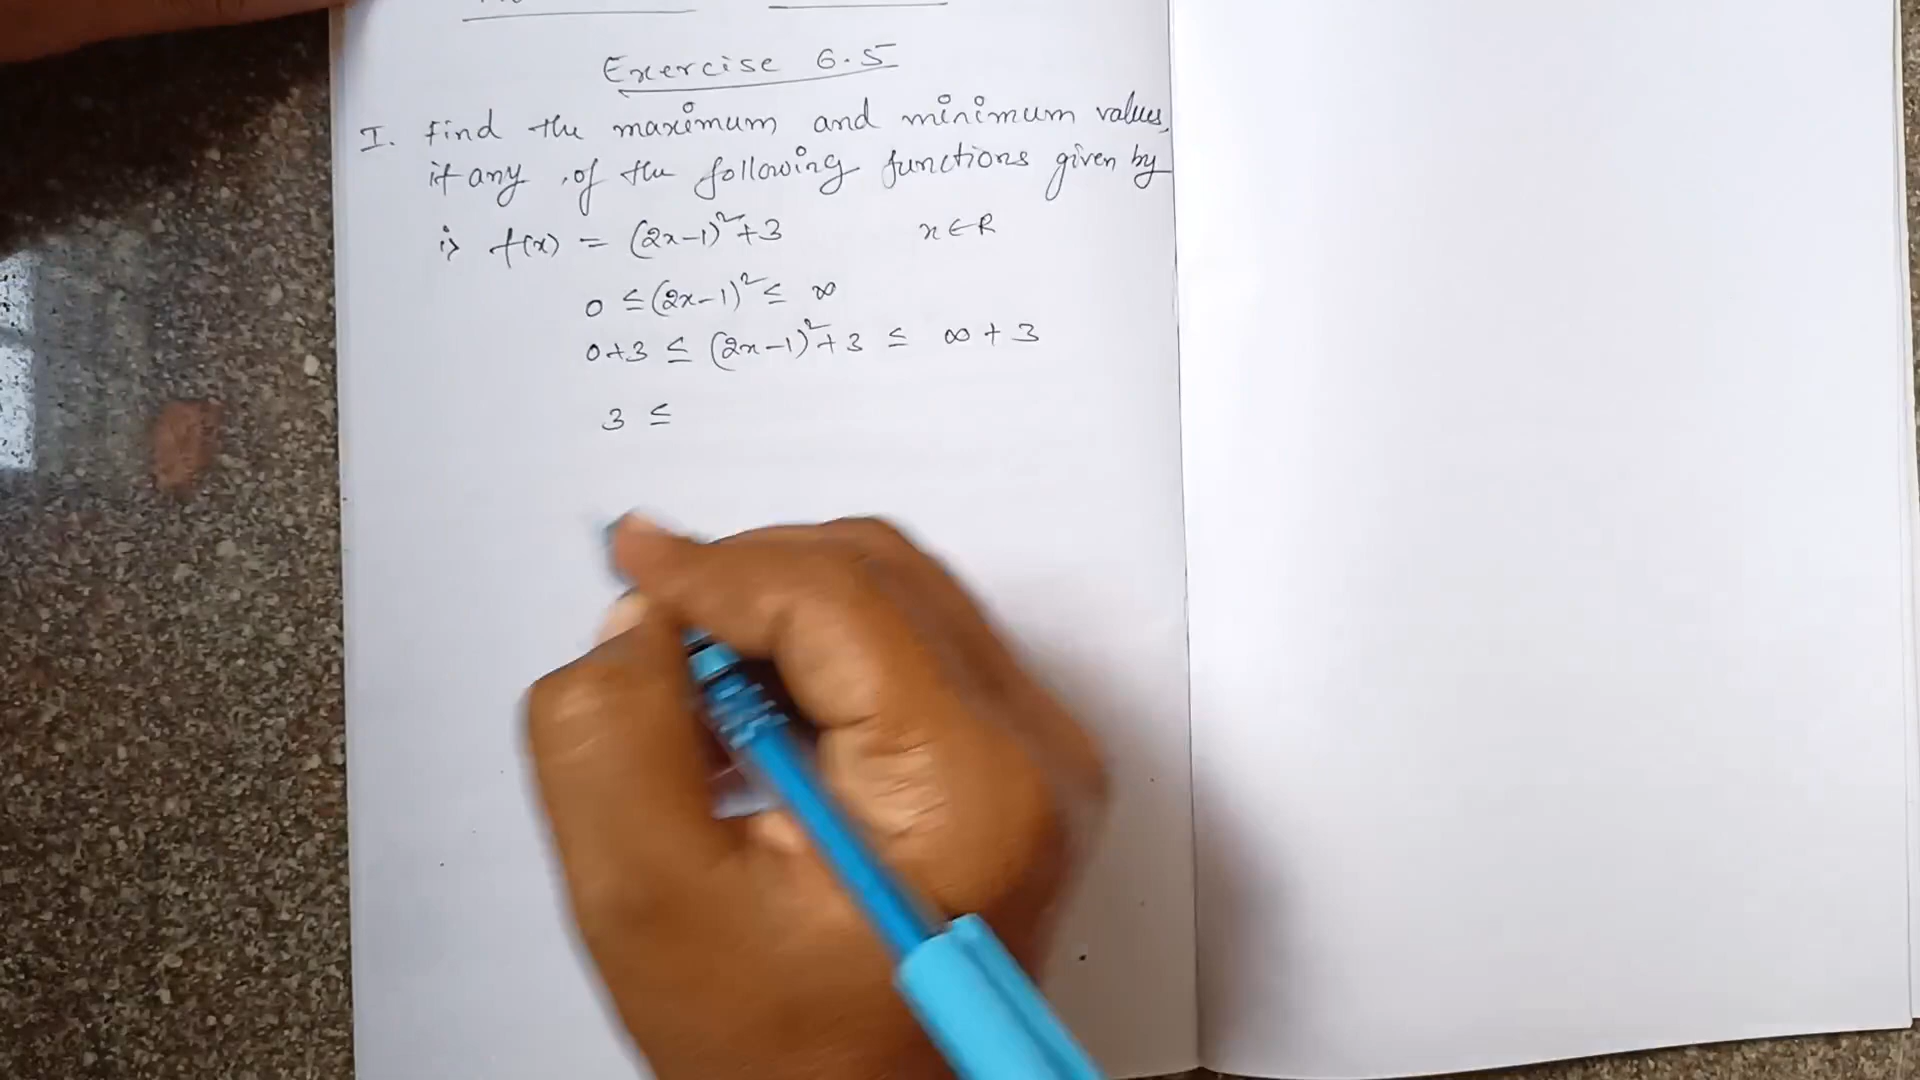 Exercise 6.5
I. Find the maximum and minimum values,
if any, of the following functions given by
i> f(x) = (2x-1)² + 3 x ∈ R
0 ≤ (2x-1)² ≤ ∞
0+3 ≤ (2x-1)² + 3 ≤ ∞ + 3
3 ≤